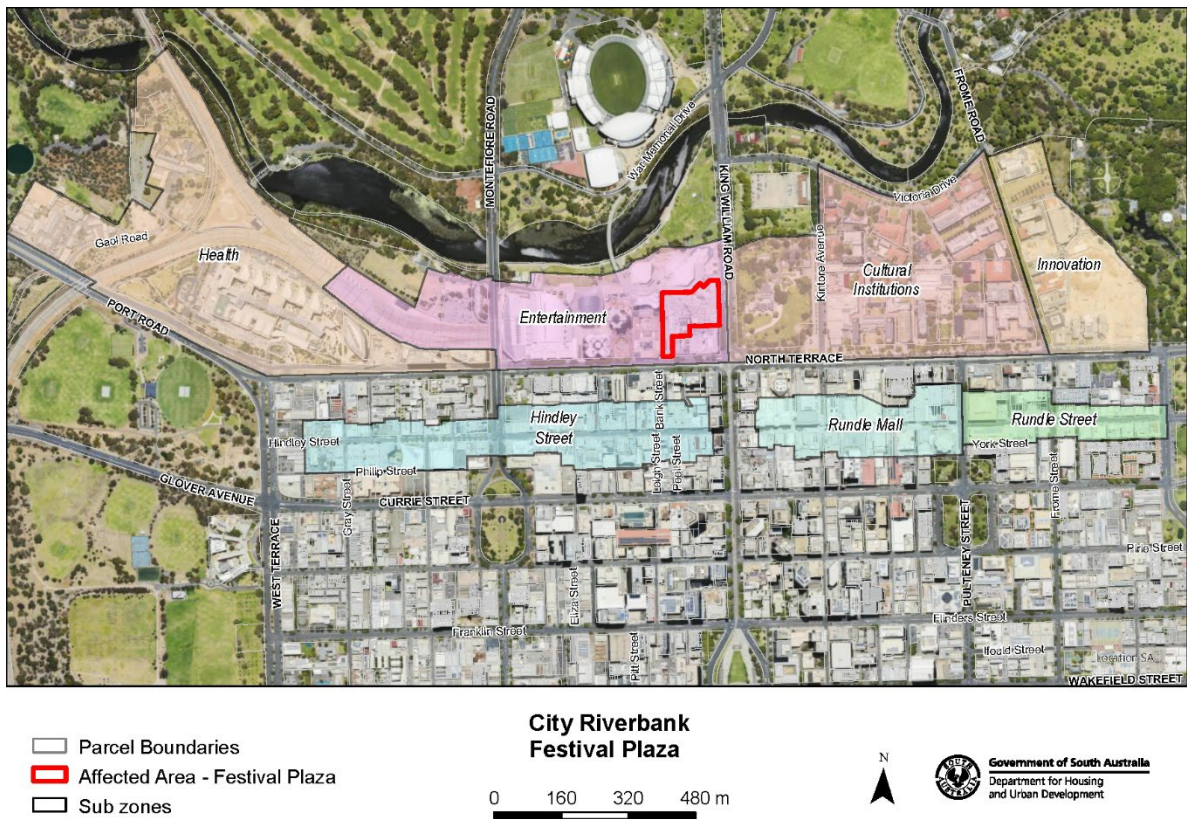 FROME ROAD
MONTEFIORE ROAD
War Memorial Drive
KING WILLIAM ROAD
Victoria Drive
Gaol Road
Health
Kintore Avenue
Cultural
Institutions
Innovation
PORT ROAD
Entertainment
NORTH TERRACE
Bank Street
Hindley
Street
Rundle Mall
Rundle Street
Hindley Street
York Street
Leigh Street
Peel Street
Philip Street
GLOVER AVENUE
Gray Street
CURRIE STREET
Frome Street
PULTENEY STREET
Pirie Street
WEST TERRACE
Eliza Street
Franklin Street
Flinders Street
Pitt Street
Ifould Street
Location SA
WAKEFIELD STREET
City Riverbank
Festival Plaza
Parcel Boundaries
Affected Area - Festival Plaza
Sub zones
0 160 320 480 m
N
SOUTH AUSTRALIA
Government of South Australia
Department for Housing
and Urban Development